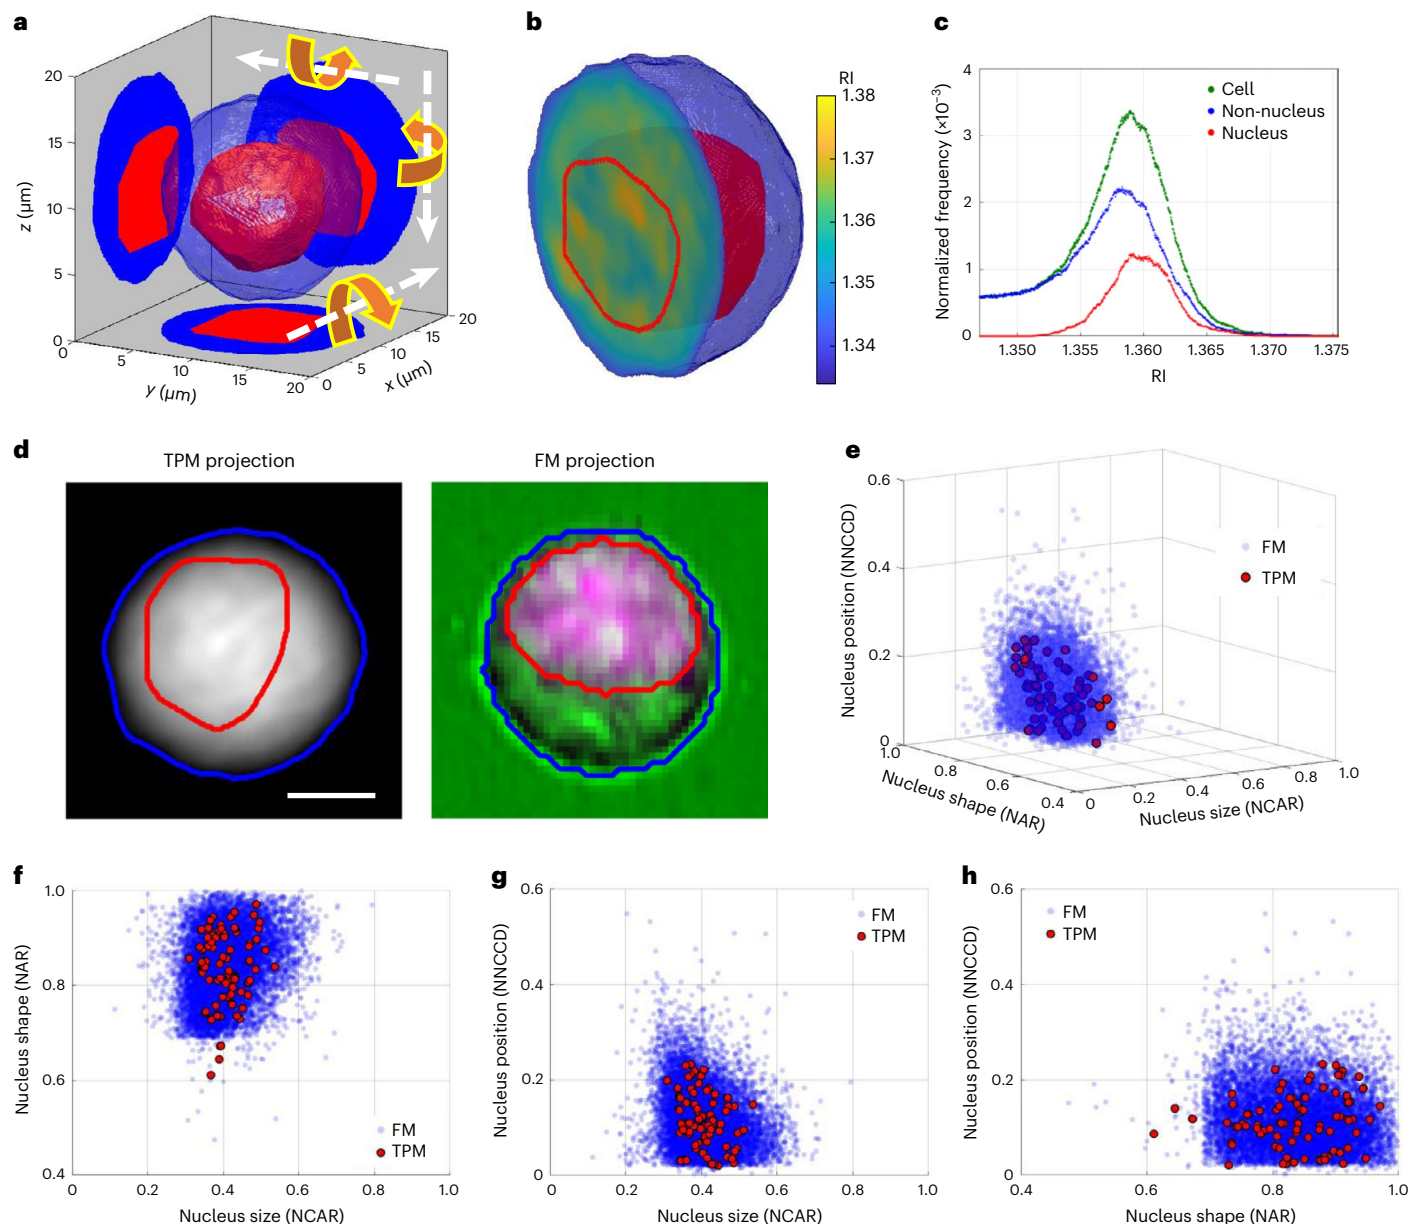 a
20
15
10
5
0
z (µm)
0
5
10
15
20
y (µm)
0
5
10
15
20
x (µm)
b
RI
1.38
1.37
1.36
1.35
1.34
c
4
3
2
1
0
Normalized frequency (×10⁻³)
Cell
Non-nucleus
Nucleus
1.350
1.355
1.360
1.365
1.370
1.375
RI
d
TPM projection
FM projection
e
0.6
0.4
0.2
0
Nucleus position (NNCCD)
FM
TPM
1.0
0.8
0.6
0.4
Nucleus shape (NAR)
0
0.2
0.4
0.6
0.8
1.0
Nucleus size (NCAR)
f
1.0
0.8
0.6
0.4
Nucleus shape (NAR)
FM
TPM
0
0.2
0.4
0.6
0.8
1.0
Nucleus size (NCAR)
g
0.6
0.4
0.2
0
Nucleus position (NNCCD)
FM
TPM
0
0.2
0.4
0.6
0.8
1.0
Nucleus size (NCAR)
h
0.6
0.4
0.2
0
Nucleus position (NNCCD)
FM
TPM
0.4
0.6
0.8
1.0
Nucleus shape (NAR)